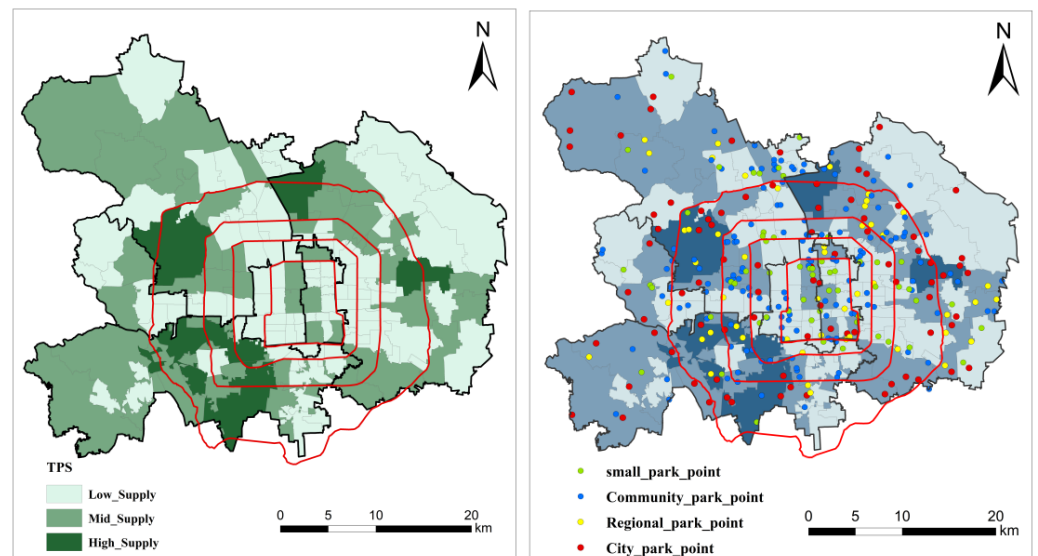 N
TPS
Low_Supply
Mid_Supply
High_Supply
0 5 10 20
km
N
small_park_point
Community_park_point
Regional_park_point
City_park_point
0 5 10 20
km